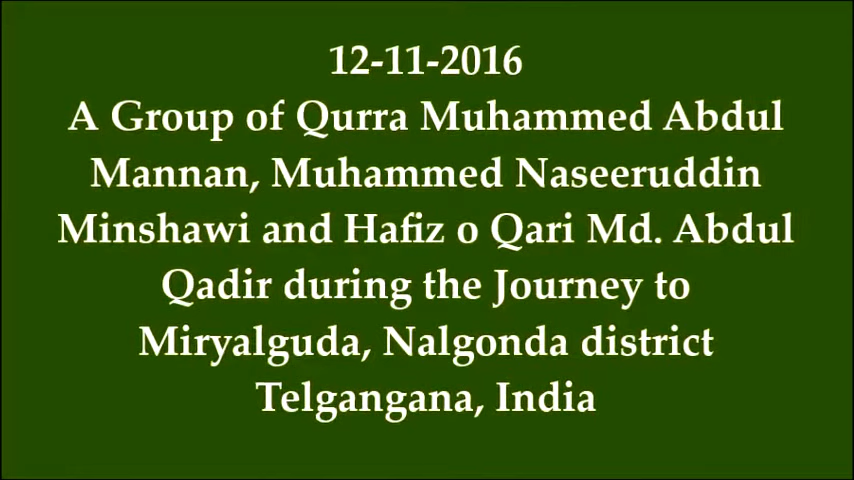 12-11-2016
A Group of Qurra Muhammed Abdul
Mannan, Muhammed Naseeruddin
Minshawi and Hafiz o Qari Md. Abdul
Qadir during the Journey to
Miryalguda, Nalgonda district
Telgangana, India